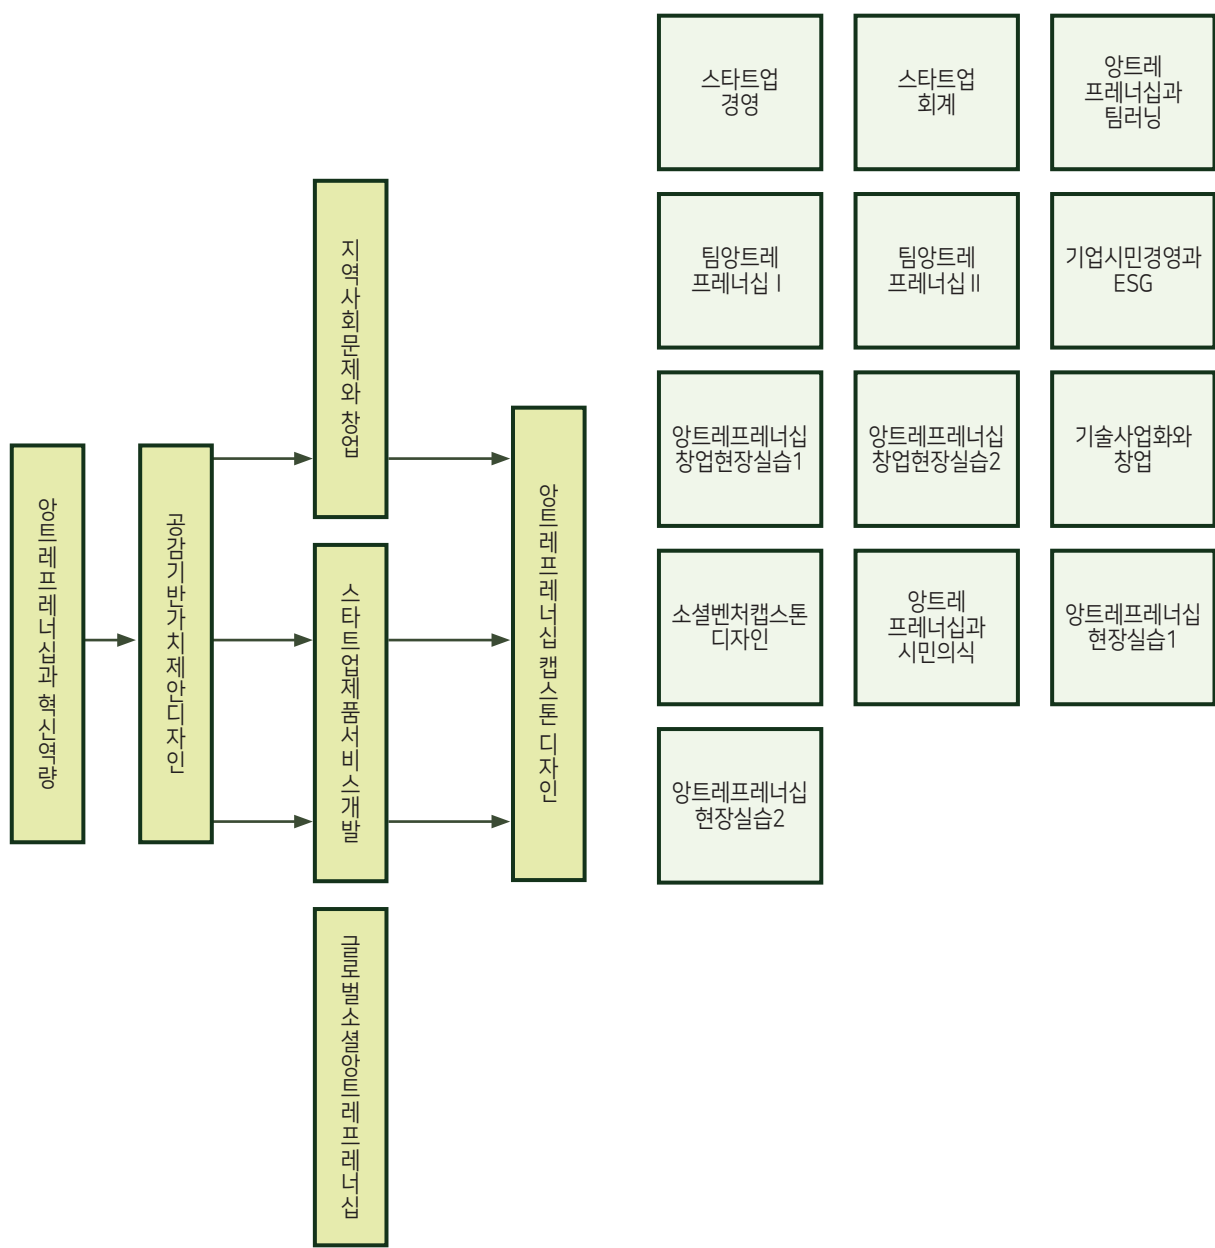 앙트레프레너십과 혁신역량
공감기반가치제안디자인
지역사회문제와 창업
스타트업제품서비스개발
글로벌소셜앙트레프레너십
앙트레프레너십 캡스톤 디자인
스타트업
경영
스타트업
회계
앙트레
프레너십과
팀러닝
팀앙트레
프레너십Ⅰ
팀앙트레
프레너십Ⅱ
기업시민경영과
ESG
앙트레프레너십
창업현장실습1
앙트레프레너십
창업현장실습2
기술사업화와
창업
소셜벤처캡스톤
디자인
앙트레
프레너십과
시민의식
앙트레프레너십
현장실습1
앙트레프레너십
현장실습2